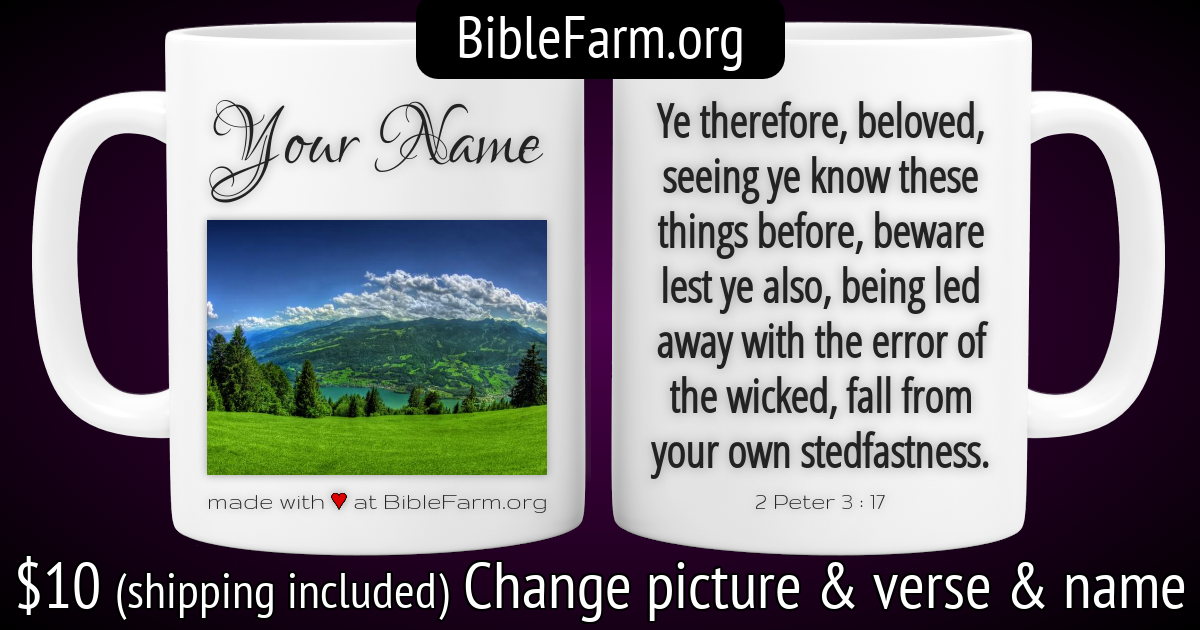 BibleFarm.org
Your Name
made with ♥ at BibleFarm.org
Ye therefore, beloved,
seeing ye know these
things before, beware
lest ye also, being led
away with the error of
the wicked, fall from
your own stedfastness.
2 Peter 3 : 17
$10 (shipping included) Change picture & verse & name